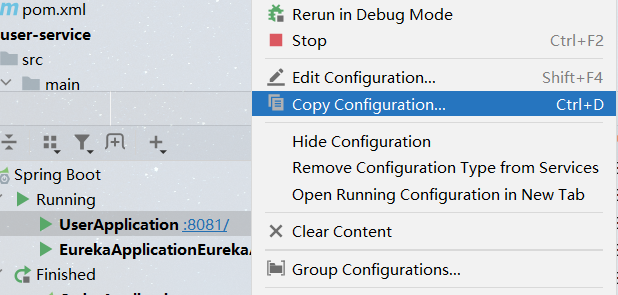 pom.xml
user-service
src
main
Spring Boot
Running
UserApplication :8081/
EurekaApplicationEureka
Finished
Rerun in Debug Mode
Stop Ctrl+F2
Edit Configuration... Shift+F4
Copy Configuration... Ctrl+D
Hide Configuration
Remove Configuration Type from Services
Open Running Configuration in New Tab
Clear Content
Group Configurations...